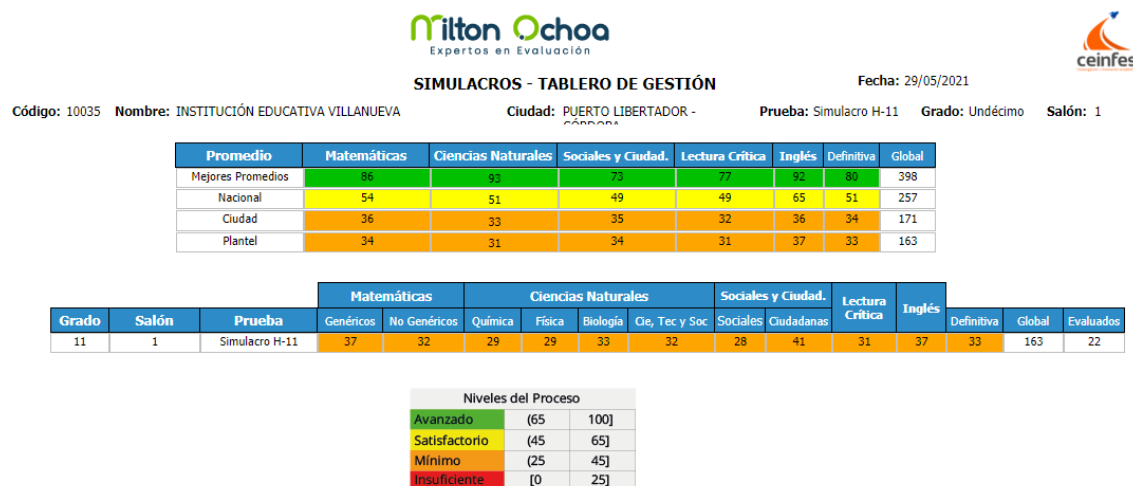 Milton Ochoa
Expertos en Evaluación
ceinfes
SIMULACROS - TABLERO DE GESTIÓN
Fecha: 29/05/2021
Código: 10035 Nombre: INSTITUCIÓN EDUCATIVA VILLANUEVA Ciudad: PUERTO LIBERTADOR - Prueba: Simulacro H-11 Grado: Undécimo Salón: 1
CÓRDOBA
Promedio Matemáticas Ciencias Naturales Sociales y Ciudad. Lectura Crítica Inglés Definitiva Global
Mejores Promedios 86 93 73 77 92 80 398
Nacional 54 51 49 49 65 51 257
Ciudad 36 33 35 32 36 34 171
Plantel 34 31 34 31 37 33 163
Matemáticas Ciencias Naturales Sociales y Ciudad. Lectura Crítica Inglés
Grado Salón Prueba Genéricos No Genéricos Química Física Biología Cie, Tec y Soc Sociales Ciudadanas Definitiva Global Evaluados
11 1 Simulacro H-11 37 32 29 29 33 32 28 41 31 37 33 163 22
Niveles del Proceso
Avanzado (65 100]
Satisfactorio (45 65]
Mínimo (25 45]
Insuficiente [0 25]